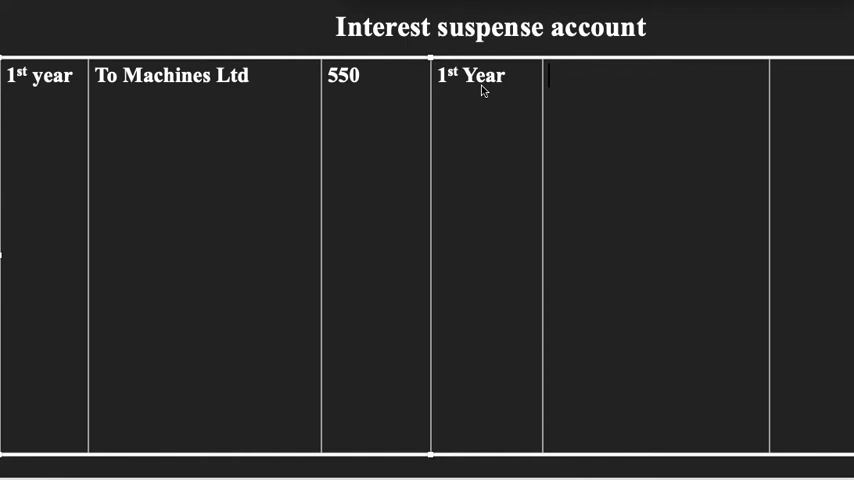 Interest suspense account
1st year To Machines Ltd 550 1st Year